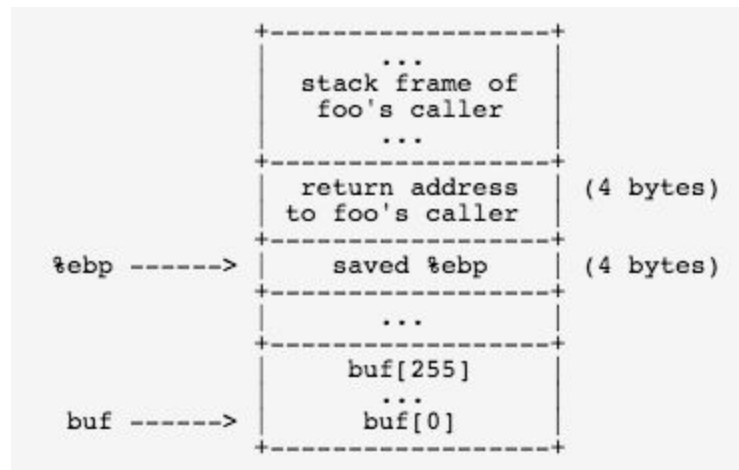 ...
stack frame of
foo's caller
...
return address (4 bytes)
to foo's caller
%ebp ------> saved %ebp (4 bytes)
...
buf[255]
...
buf ------> buf[0]